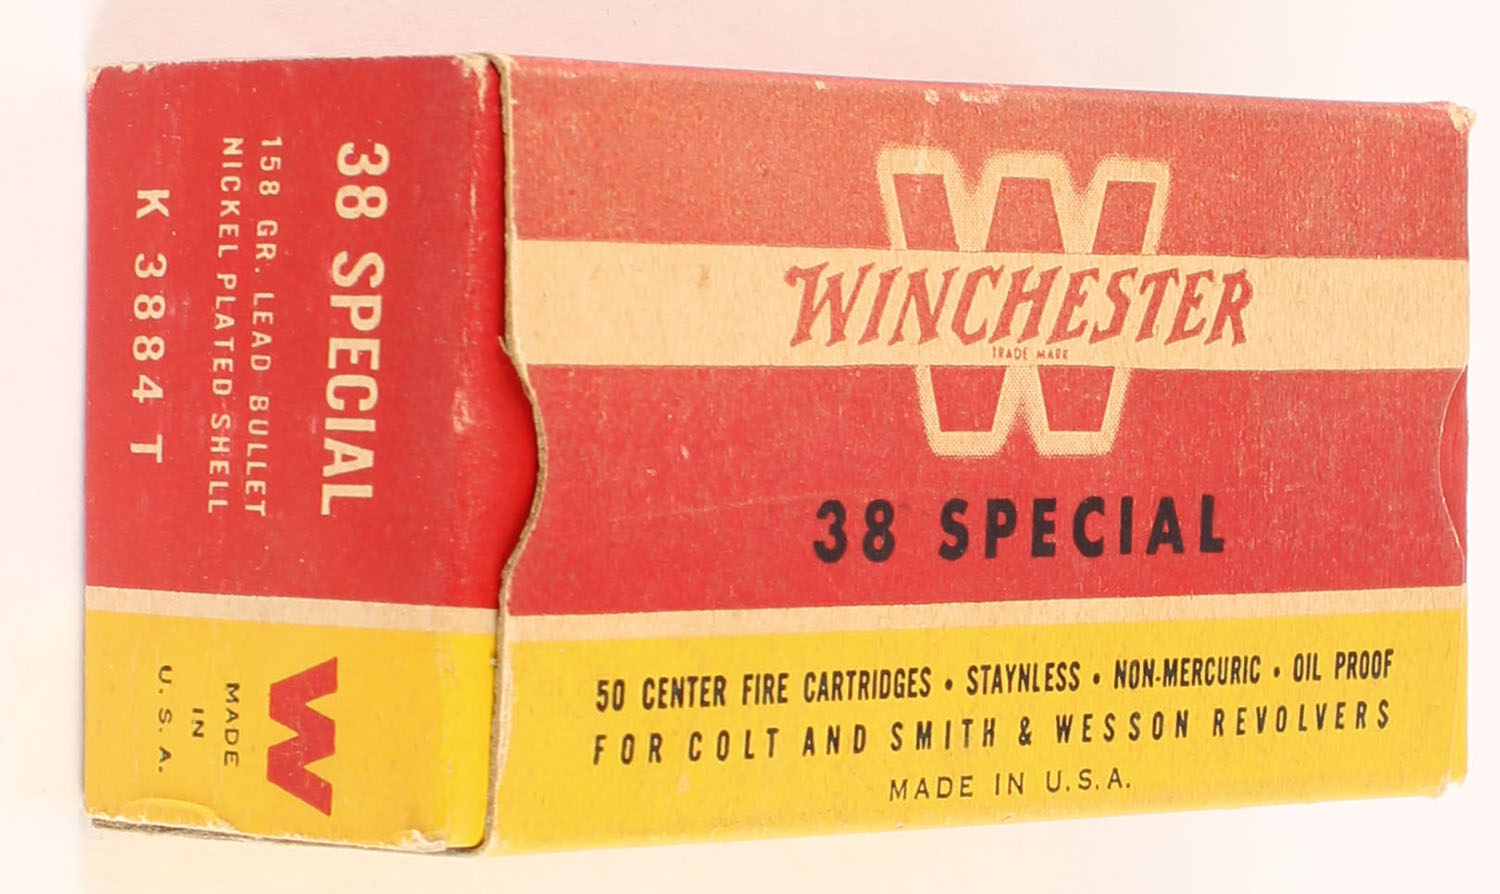 38 SPECIAL
158 GR. LEAD BULLET
NICKEL PLATED SHELL
K 3884 T
W
MADE
IN
U.S.A.
W
WINCHESTER
TRADE MARK
38 SPECIAL
50 CENTER FIRE CARTRIDGES • STAYNLESS • NON-MERCURIC • OIL PROOF
FOR COLT AND SMITH & WESSON REVOLVERS
MADE IN U.S.A.